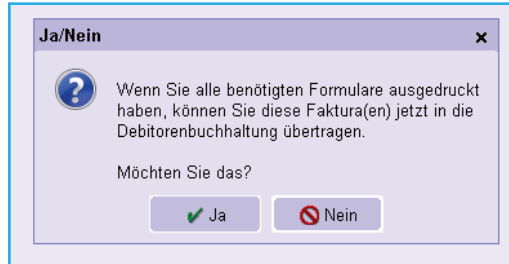 Ja/Nein
Wenn Sie alle benötigten Formulare ausgedruckt
haben, können Sie diese Faktura(en) jetzt in die
Debitorenbuchhaltung übertragen.
Möchten Sie das?
Ja
Nein